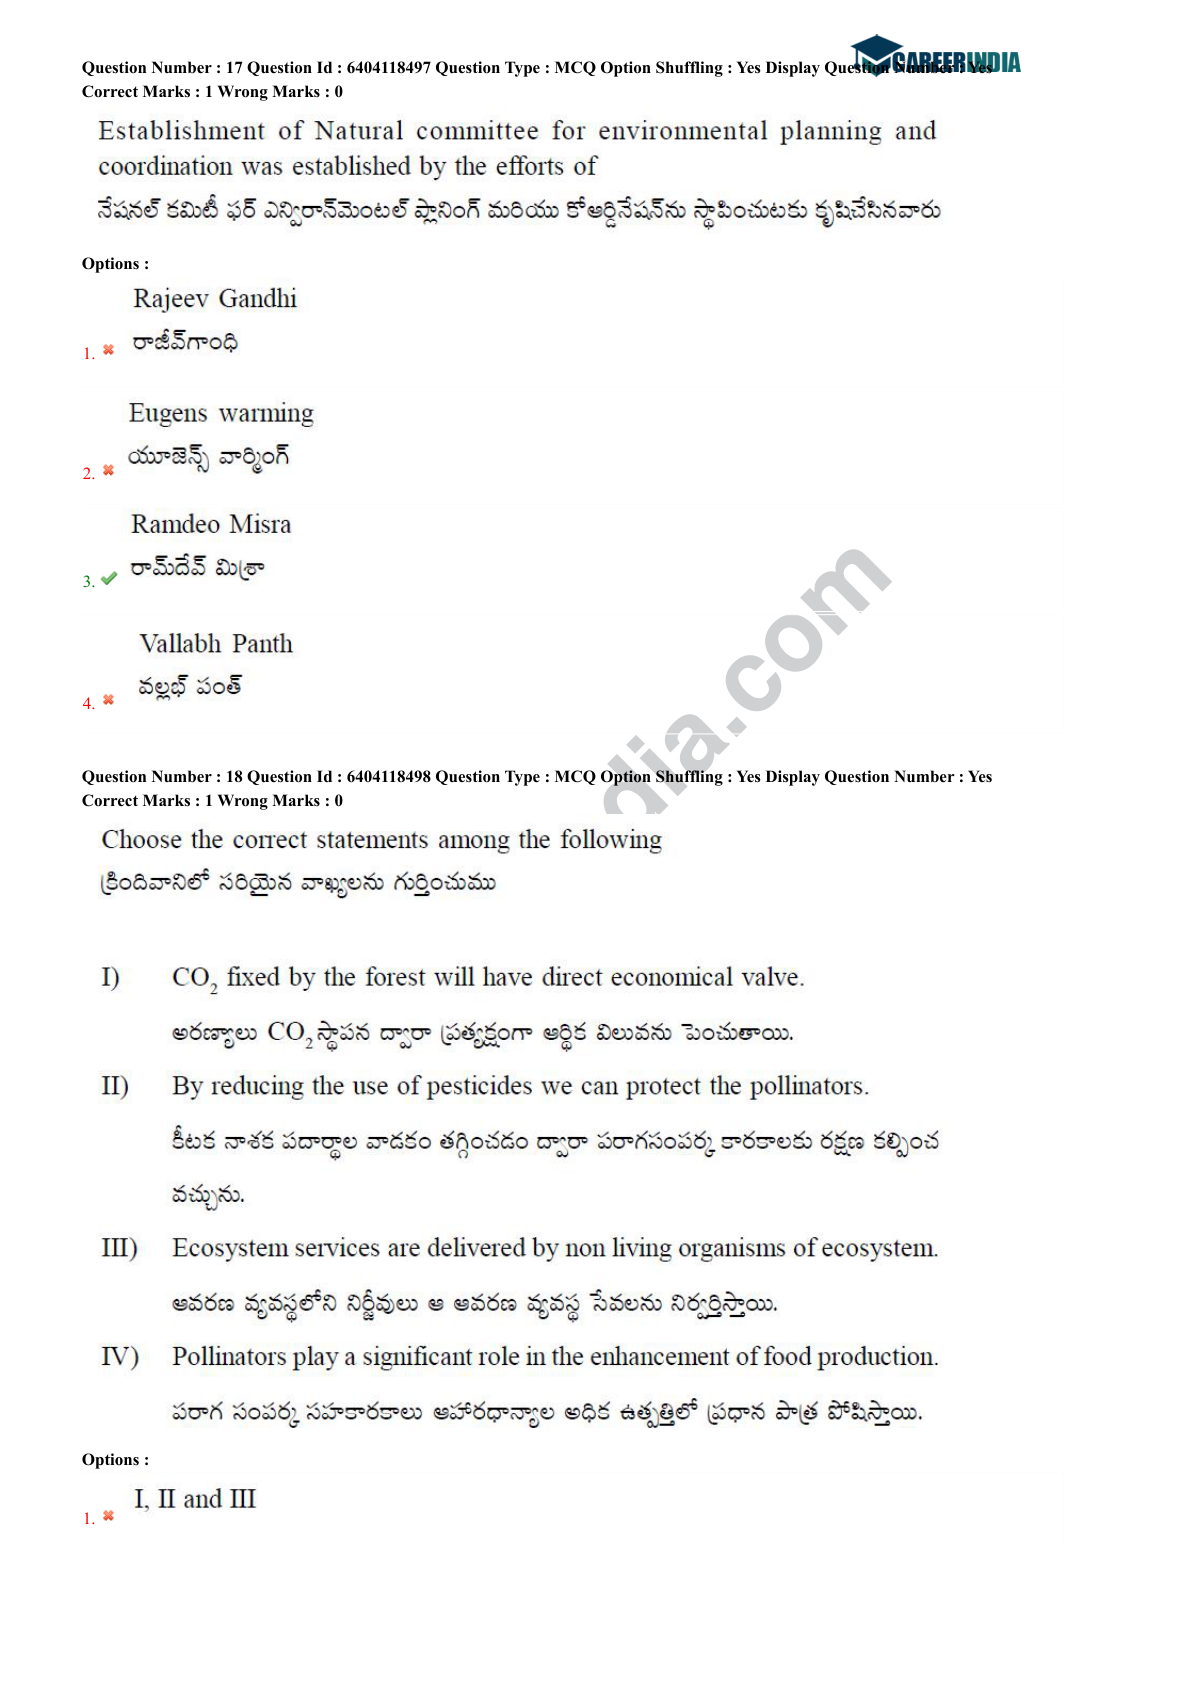 CAREERINDIA
Question Number : 17 Question Id : 6404118497 Question Type : MCQ Option Shuffling : Yes Display Question Number : Yes
Correct Marks : 1 Wrong Marks : 0
Establishment of Natural committee for environmental planning and
coordination was established by the efforts of
నేషనల్ కమిటీ ఫర్ ఎన్విరాన్‌మెంటల్ ప్లానింగ్ మరియు కోఆర్డినేషన్‌ను స్థాపించుటకు కృషిచేసినవారు
Options :
Rajeev Gandhi
రాజీవ్‌గాంధి
1.
Eugens warming
యూజెన్స్ వార్మింగ్
2.
Ramdeo Misra
రామ్‌దేవ్ మిశ్రా
3.
Vallabh Panth
వల్లభ్ పంత్
4.
dia.com
Question Number : 18 Question Id : 6404118498 Question Type : MCQ Option Shuffling : Yes Display Question Number : Yes
Correct Marks : 1 Wrong Marks : 0
Choose the correct statements among the following
క్రిందివానిలో సరియైన వాఖ్యలను గుర్తించుము
I) CO2 fixed by the forest will have direct economical valve.
అరణ్యాలు CO2 స్థాపన ద్వారా ప్రత్యక్షంగా ఆర్థిక విలువను పెంచుతాయి.
II) By reducing the use of pesticides we can protect the pollinators.
కీటక నాశక పదార్థాల వాడకం తగ్గించడం ద్వారా పరాగసంపర్క కారకాలకు రక్షణ కల్పించ
వచ్చును.
III) Ecosystem services are delivered by non living organisms of ecosystem.
ఆవరణ వ్యవస్థలోని నిర్జీవులు ఆ ఆవరణ వ్యవస్థ సేవలను నిర్వర్తిస్తాయి.
IV) Pollinators play a significant role in the enhancement of food production.
పరాగ సంపర్క సహకారకాలు ఆహారధాన్యాల అధిక ఉత్పత్తిలో ప్రధాన పాత్ర పోషిస్తాయి.
Options :
I, II and III
1.